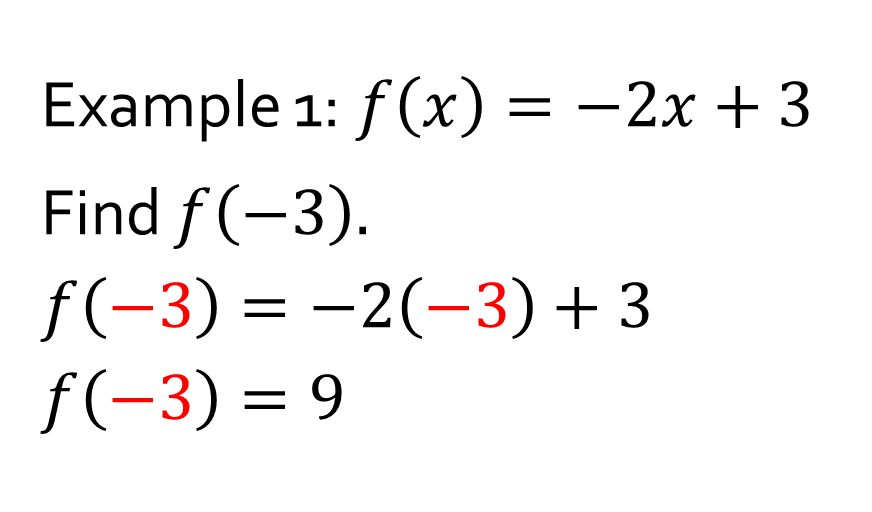 Example 1: f(x) = −2x + 3
Find f(−3).
f(−3) = −2(−3) + 3
f(−3) = 9